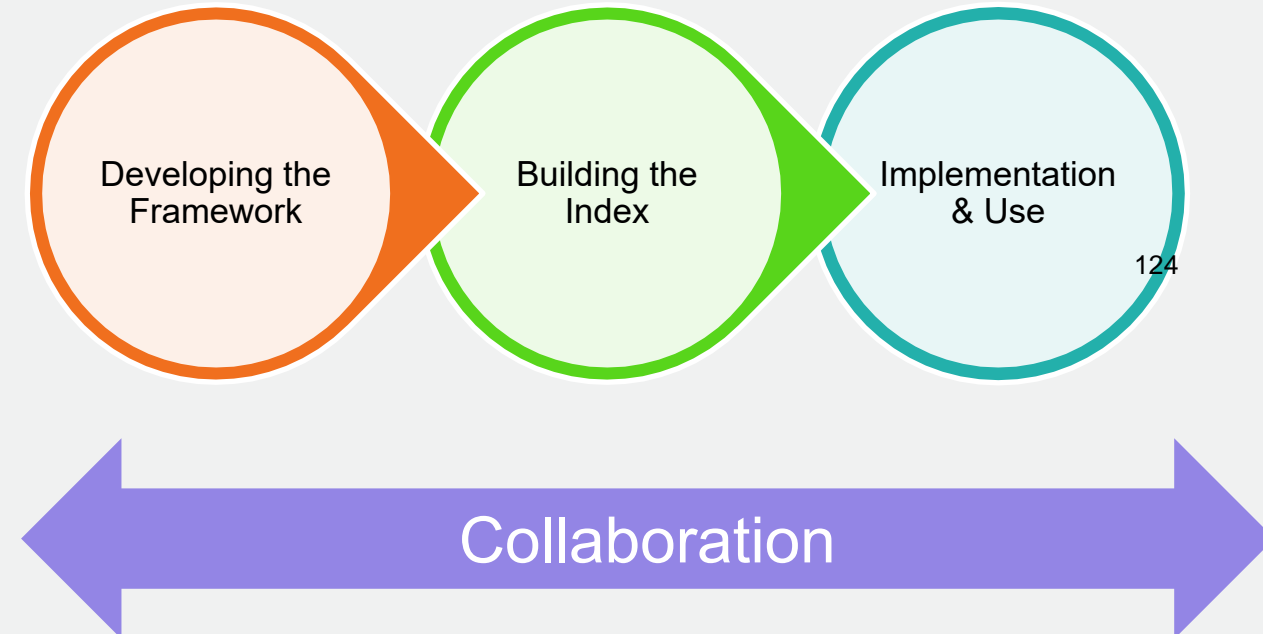 Developing the
Framework
Building the
Index
Implementation
& Use
124
Collaboration